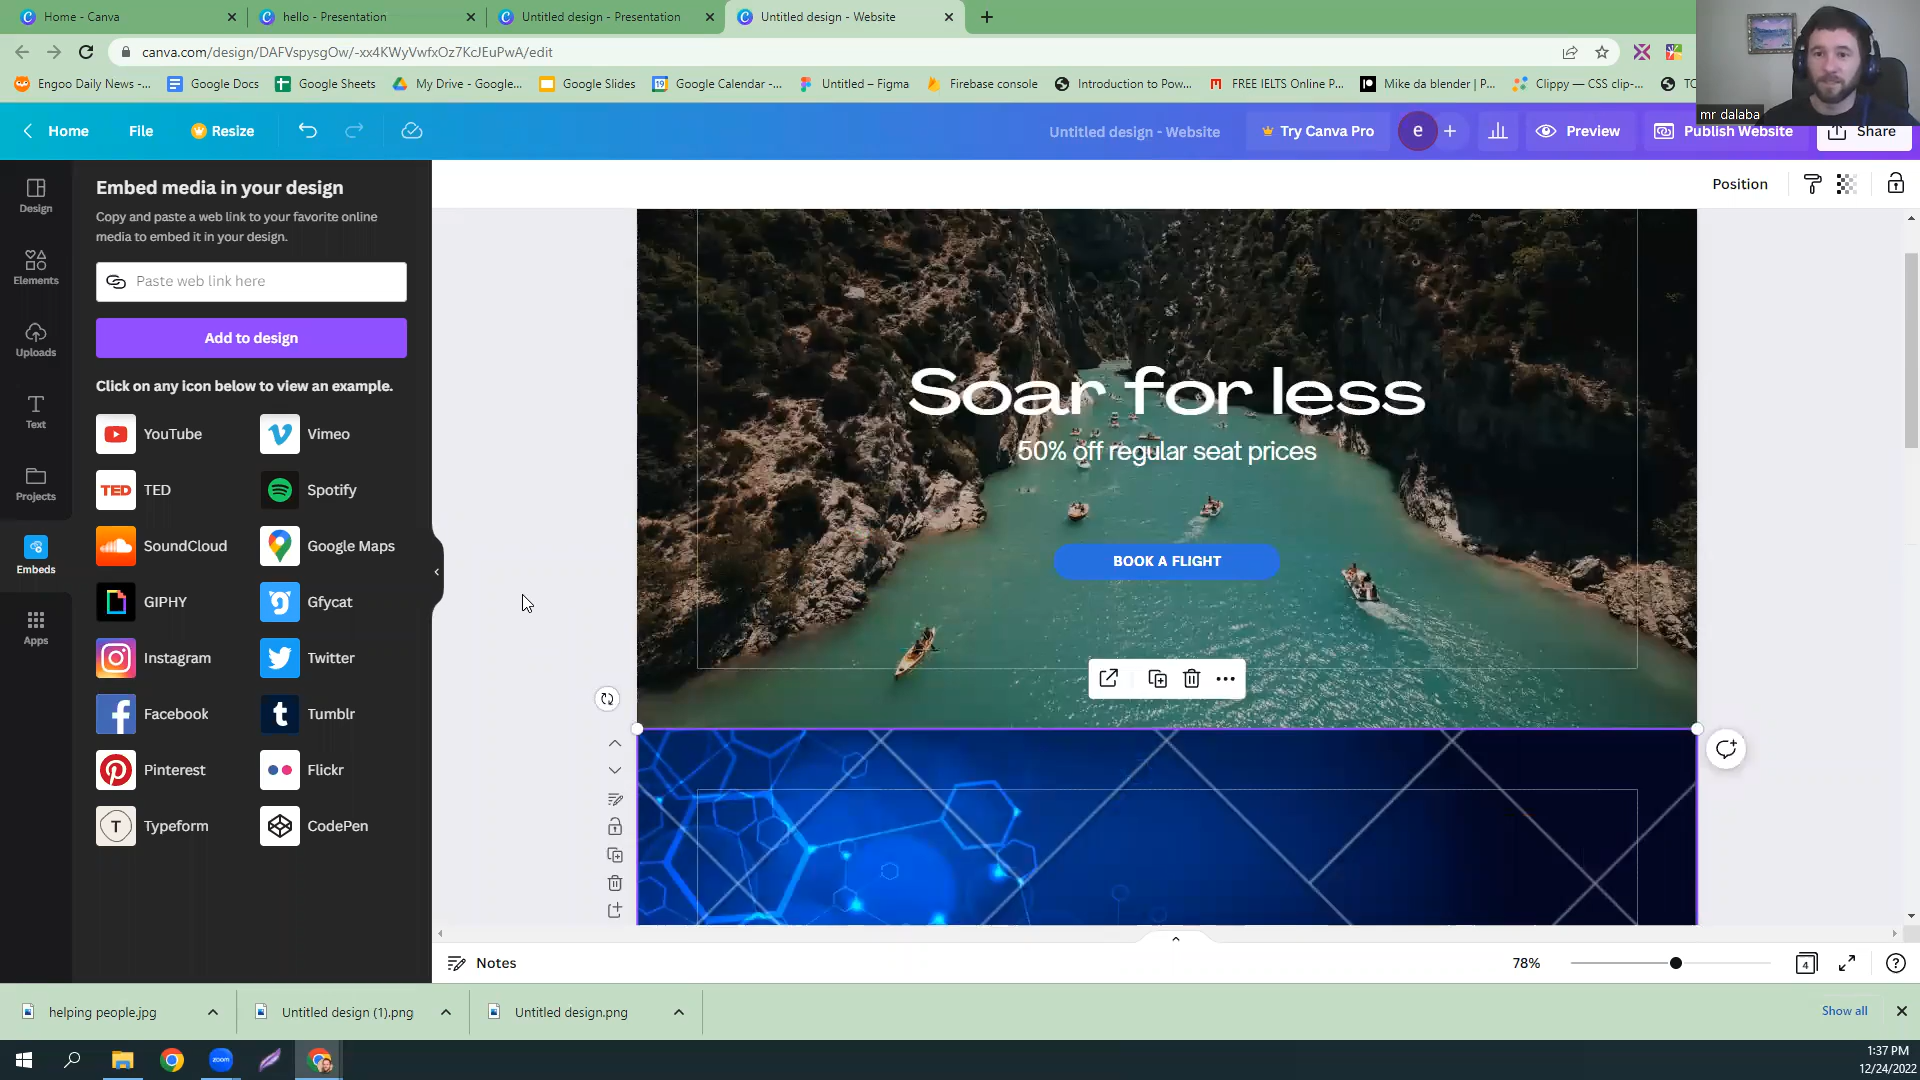 Home - Canva
hello - Presentation
Untitled design - Presentation
Untitled design - Website
canva.com/design/DAFVspysgOw/-xx4KWyVwfxOz7KcJEuPwA/edit
Engoo Daily News -...
Google Docs
Google Sheets
My Drive - Google...
Google Slides
Google Calendar -...
Untitled – Figma
Firebase console
Introduction to Pow...
FREE IELTS Online P...
Mike da blender | P...
Clippy — CSS clip-...
TC
mr dalaba
Home
File
Resize
Untitled design - Website
Try Canva Pro
e
Preview
Publish Website
Share
Design
Elements
Uploads
Text
Projects
Embeds
Apps
Embed media in your design
Copy and paste a web link to your favorite online
media to embed it in your design.
Paste web link here
Add to design
Click on any icon below to view an example.
YouTube
Vimeo
TED
TED
Spotify
SoundCloud
Google Maps
GIPHY
Gfycat
Instagram
Twitter
Facebook
Tumblr
Pinterest
Flickr
T
Typeform
CodePen
Position
Soar for less
50% off regular seat prices
BOOK A FLIGHT
Notes
78%
4
helping people.jpg
Untitled design (1).png
Untitled design.png
Show all
zoom
1:37 PM
12/24/2022